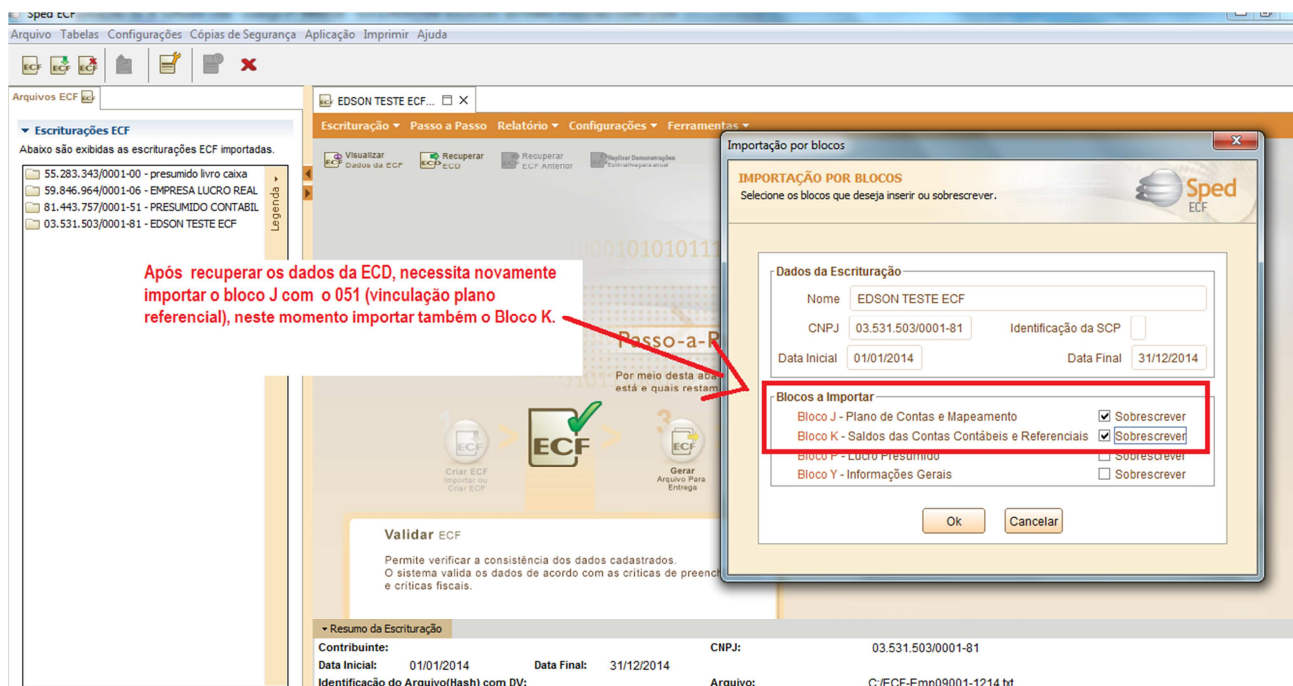 Sped ECF
Arquivo Tabelas Configurações Cópias de Segurança Aplicação Imprimir Ajuda
Arquivos ECF
EDSON TESTE ECF...
Escriturações ECF
Abaixo são exibidas as escriturações ECF importadas.
55.283.343/0001-00 - presumido livro caixa
59.846.964/0001-06 - EMPRESA LUCRO REAL
81.443.757/0001-51 - PRESUMIDO CONTABIL
03.531.503/0001-81 - EDSON TESTE ECF
Legenda
Escrituração Passo a Passo Relatório Configurações Ferramentas
Visualizar Dados da ECF
Recuperar ECD
Recuperar ECF Anterior
Após recuperar os dados da ECD, necessita novamente
importar o bloco J com o 051 (vinculação plano
referencial), neste momento importar também o Bloco K.
Passo-a-P
Por meio desta aba
está e quais restam
ECF
Criar ECF
Importar ou
Criar ECF
ECF
3
ECF
Gerar
Arquivo Para
Entrega
Validar ECF
Permite verificar a consistência dos dados cadastrados.
O sistema valida os dados de acordo com as críticas de preench
e críticas fiscais.
Importação por blocos
IMPORTAÇÃO POR BLOCOS
Selecione os blocos que deseja inserir ou sobrescrever.
Sped
ECF
Dados da Escrituração
Nome EDSON TESTE ECF
CNPJ 03.531.503/0001-81 Identificação da SCP
Data Inicial 01/01/2014 Data Final 31/12/2014
Blocos a Importar
Bloco J - Plano de Contas e Mapeamento Sobrescrever
Bloco K - Saldos das Contas Contábeis e Referenciais Sobrescrever
Bloco P - Lucro Presumido Sobrescrever
Bloco Y - Informações Gerais Sobrescrever
Ok Cancelar
Resumo da Escrituração
Contribuinte: CNPJ: 03.531.503/0001-81
Data Inicial: 01/01/2014 Data Final: 31/12/2014
Identificação do Arquivo(Hash) com DV: Arquivo: C:/ECF-Emp09001-1214.txt